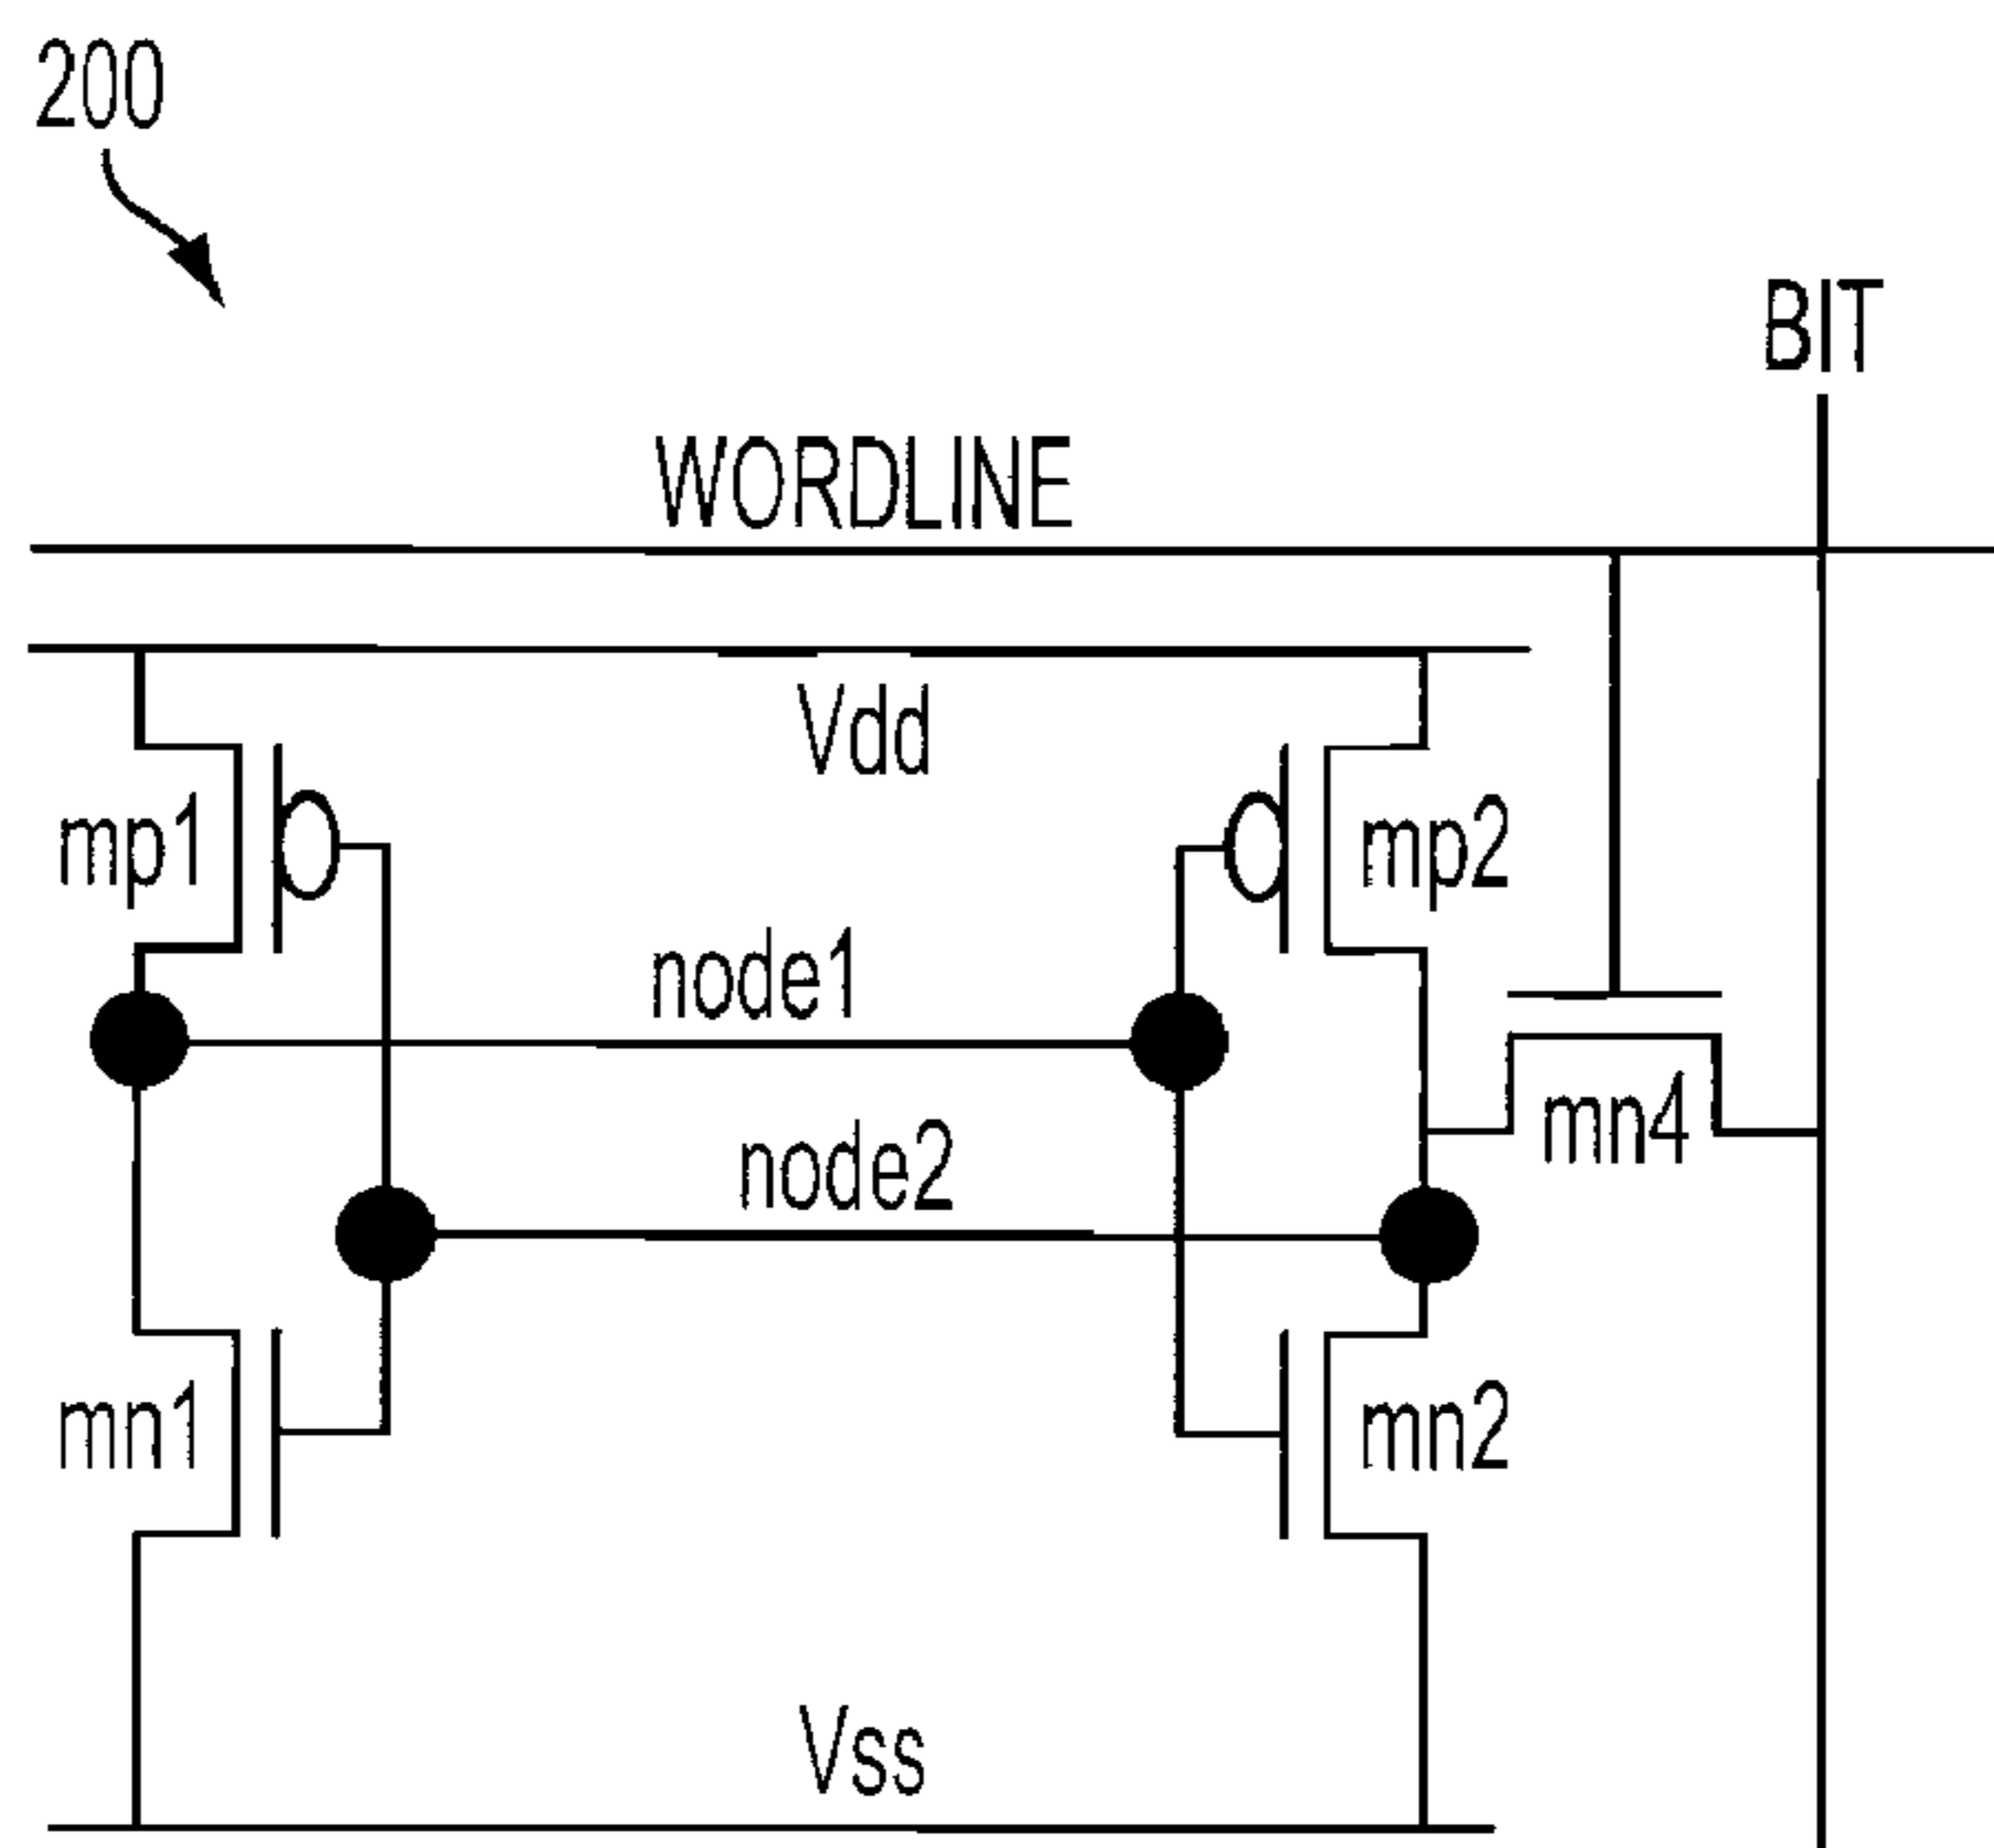 200
BIT
WORDLINE
Vdd
mp1
mp2
node1
mn4
node2
mn1
mn2
Vss